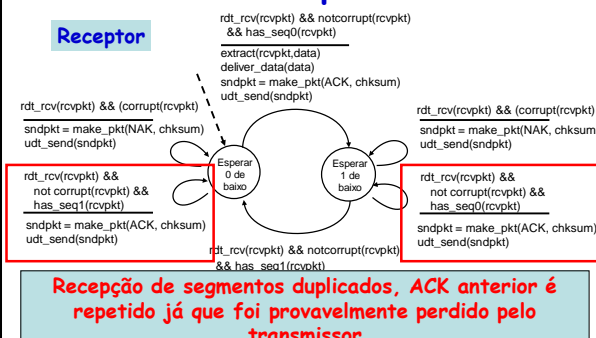 Receptor
rdt_rcv(rcvpkt) && notcorrupt(rcvpkt)
&& has_seq0(rcvpkt)
extract(rcvpkt,data)
deliver_data(data)
sndpkt = make_pkt(ACK, chksum)
udt_send(sndpkt)
rdt_rcv(rcvpkt) && (corrupt(rcvpkt)
sndpkt = make_pkt(NAK, chksum)
udt_send(sndpkt)
rdt_rcv(rcvpkt) &&
not corrupt(rcvpkt) &&
has_seq1(rcvpkt)
sndpkt = make_pkt(ACK, chksum)
udt_send(sndpkt)
Esperar
0 de
baixo
Esperar
1 de
baixo
rdt_rcv(rcvpkt) && (corrupt(rcvpkt)
sndpkt = make_pkt(NAK, chksum
udt_send(sndpkt)
rdt_rcv(rcvpkt) &&
not corrupt(rcvpkt) &&
has_seq0(rcvpkt)
sndpkt = make_pkt(ACK, chksum)
udt_send(sndpkt)
rdt_rcv(rcvpkt) && notcorrupt(rcvpkt)
&& has_seq1(rcvpkt)
Recepção de segmentos duplicados, ACK anterior é
repetido já que foi provavelmente perdido pelo
transmissor